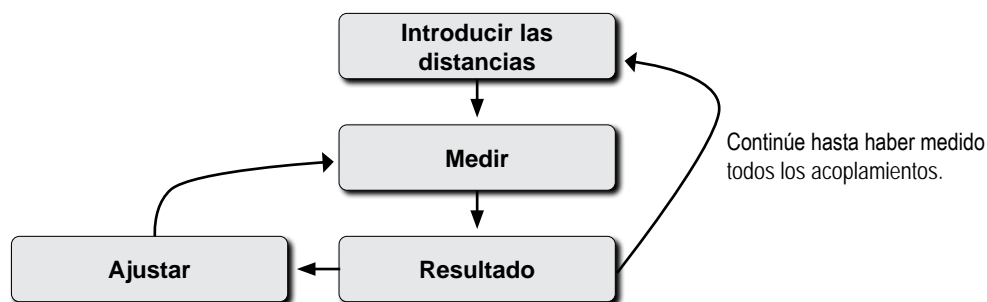 Introducir las
distancias
Continúe hasta haber medido
todos los acoplamientos.
Medir
Ajustar
Resultado